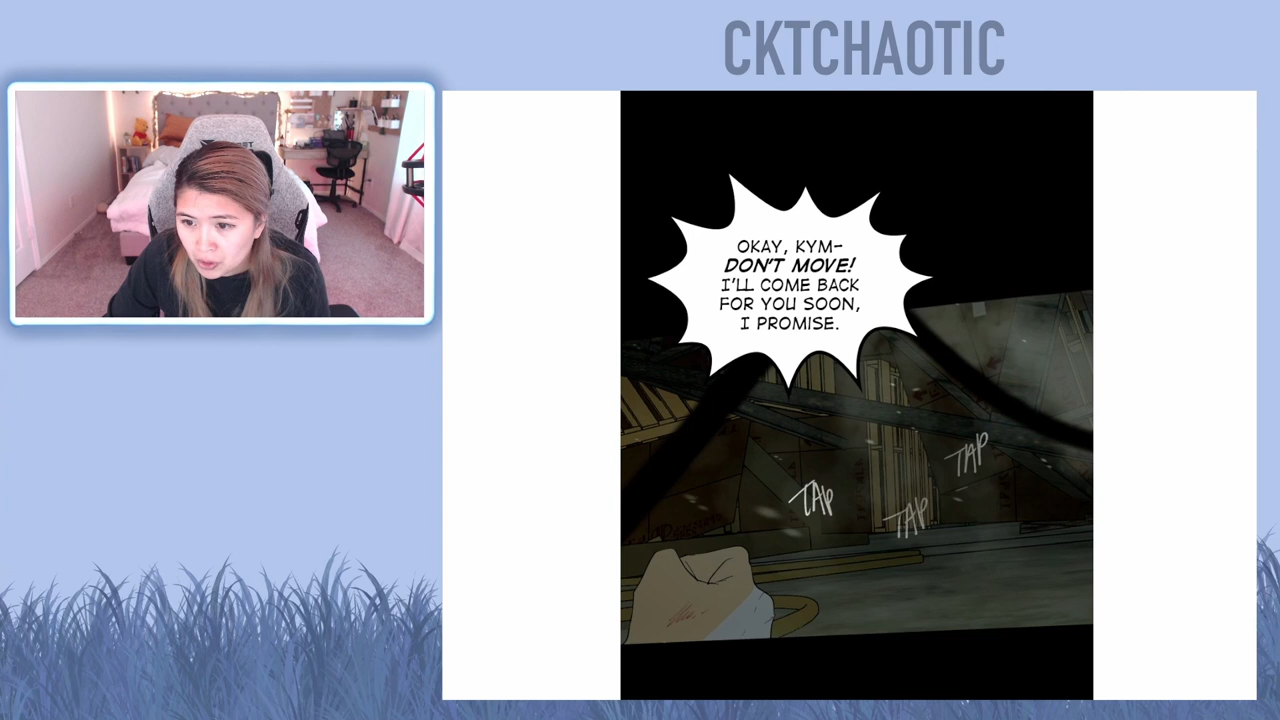 CKTCHAOTIC
OKAY, KYM-
DON'T MOVE!
I'LL COME BACK
FOR YOU SOON,
I PROMISE.
TAP
TAP
TAP